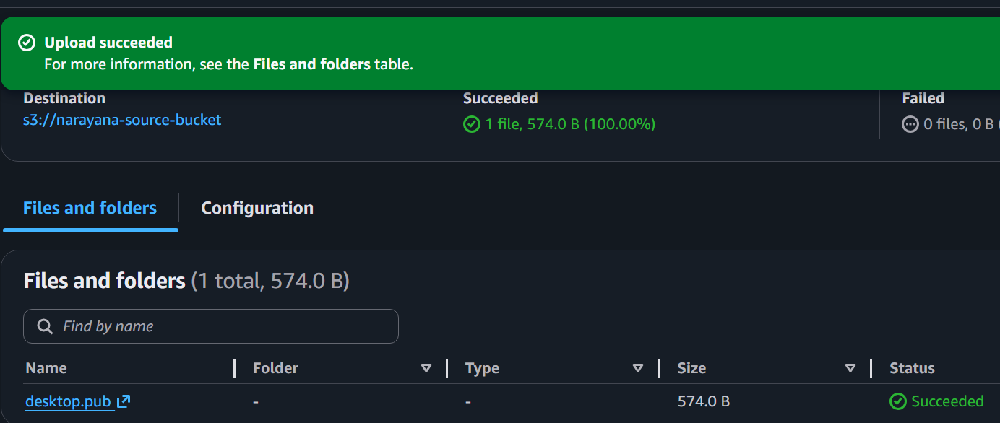 Upload succeeded
For more information, see the Files and folders table.
Destination
s3://narayana-source-bucket
Succeeded
1 file, 574.0 B (100.00%)
Failed
0 files, 0 B (
Files and folders
Configuration
Files and folders (1 total, 574.0 B)
Find by name
Name Folder Type Size Status
desktop.pub - - 574.0 B Succeeded